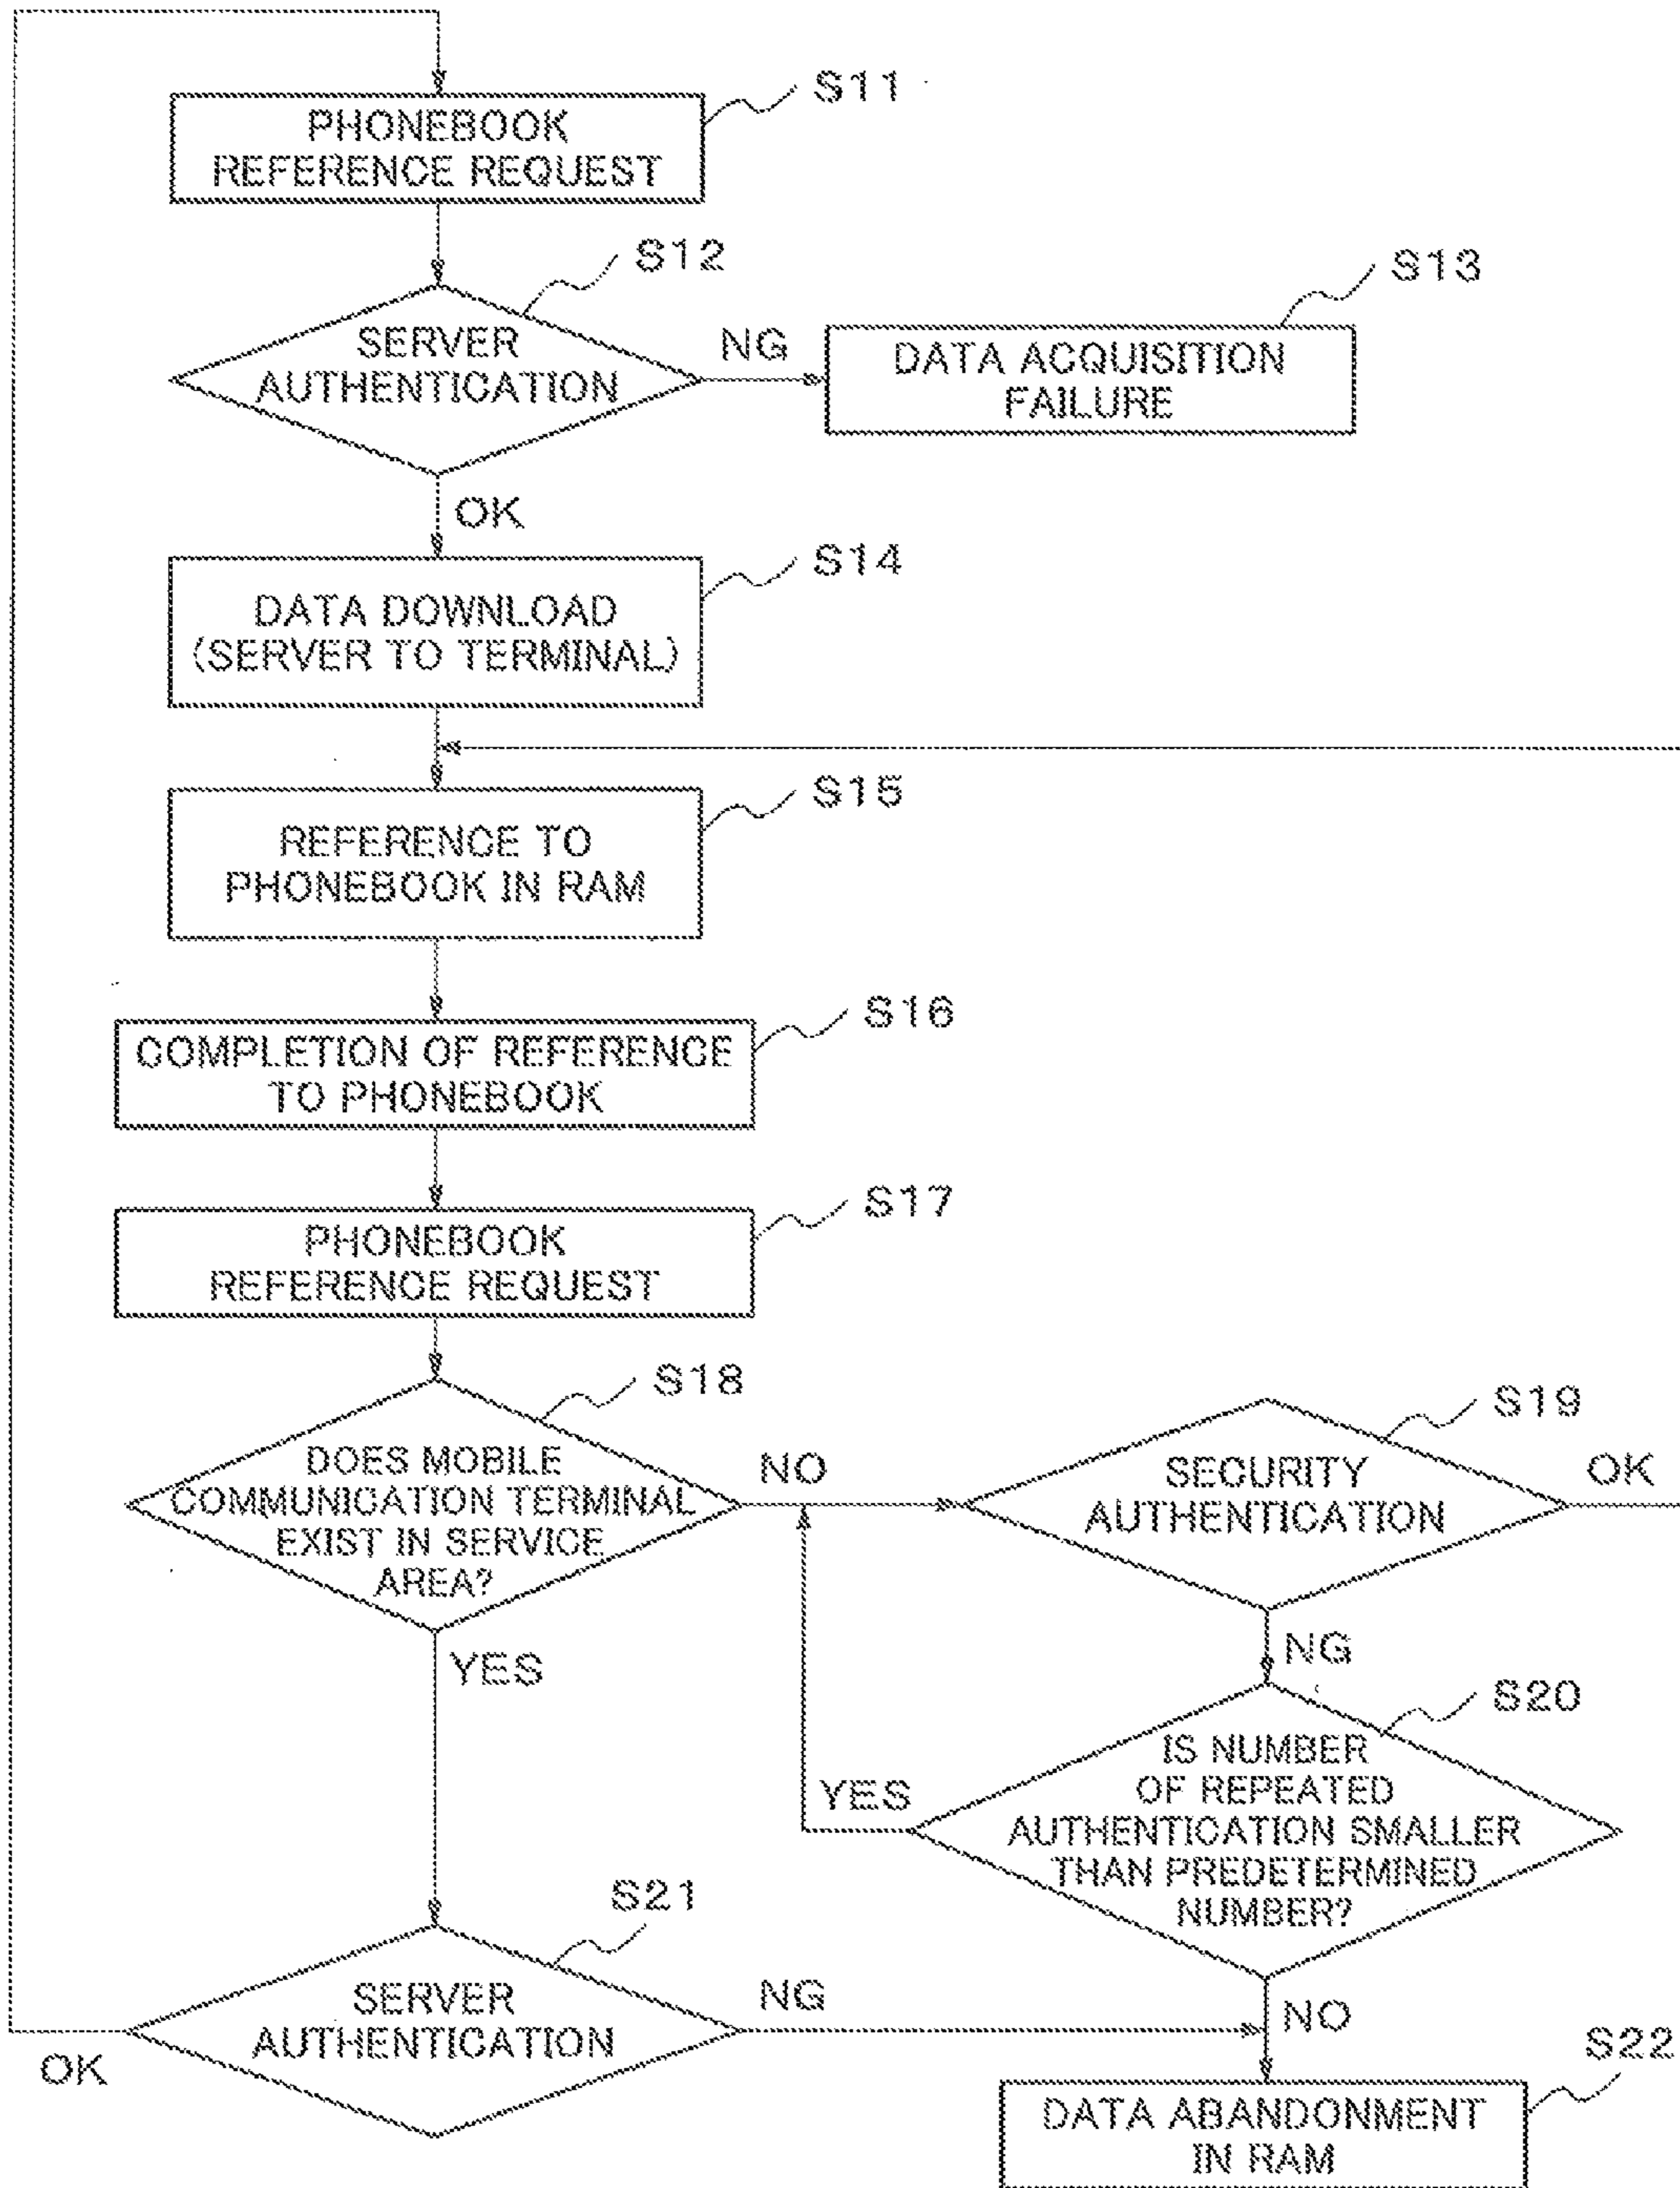 S11
PHONEBOOK
REFERENCE REQUEST
S12
SERVER
AUTHENTICATION
NG
S13
DATA ACQUISITION
FAILURE
OK
S14
DATA DOWNLOAD
(SERVER TO TERMINAL)
S15
REFERENCE TO
PHONEBOOK IN RAM
S16
COMPLETION OF REFERENCE
TO PHONEBOOK
S17
PHONEBOOK
REFERENCE REQUEST
S18
DOES MOBILE
COMMUNICATION TERMINAL
EXIST IN SERVICE
AREA?
NO
S19
SECURITY
AUTHENTICATION
OK
NG
YES
S20
IS NUMBER
OF REPEATED
AUTHENTICATION SMALLER
THAN PREDETERMINED
NUMBER?
YES
S21
SERVER
AUTHENTICATION
NG
NO
OK
S22
DATA ABANDONMENT
IN RAM